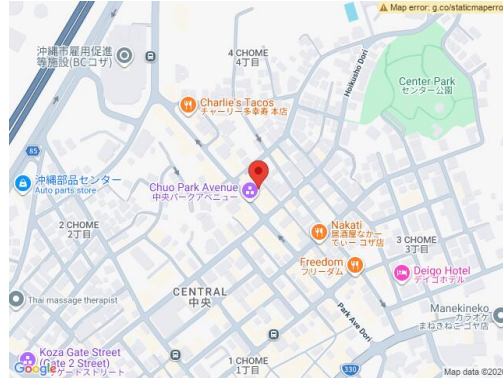 Map error: g.co/staticmaperro
沖縄市雇用促進
等施設(BCコザ)
4 CHOME
4丁目
Hoikusho Dori
Center Park
センター公園
Charlie's Tacos
チャーリー多幸寿 本店
85
沖縄部品センター
Auto parts store
Chuo Park Avenue
中央パークアベニュー
2 CHOME
2丁目
Nakati
居酒屋なかー
てぃー コザ店
3 CHOME
3丁目
Freedom
フリーダム
Deigo Hotel
デイゴホテル
CENTRAL
中央
Thai massage therapist
Park Ave Dori
Manekineko
カラオケ
まねきねこ ゴヤ店
Koza Gate Street
(Gate 2 Street)
ゲートストリート
1 CHOME
1丁目
330
Google
Map data ©202